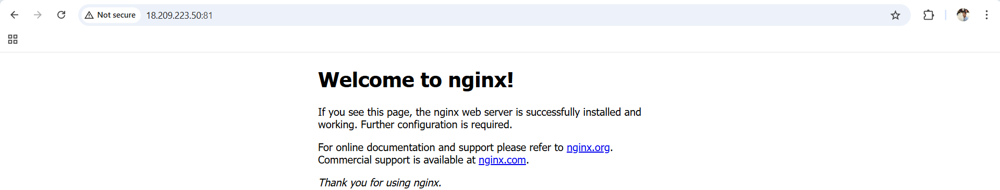 Not secure 18.209.223.50:81
Welcome to nginx!
If you see this page, the nginx web server is successfully installed and
working. Further configuration is required.
For online documentation and support please refer to nginx.org.
Commercial support is available at nginx.com.
Thank you for using nginx.